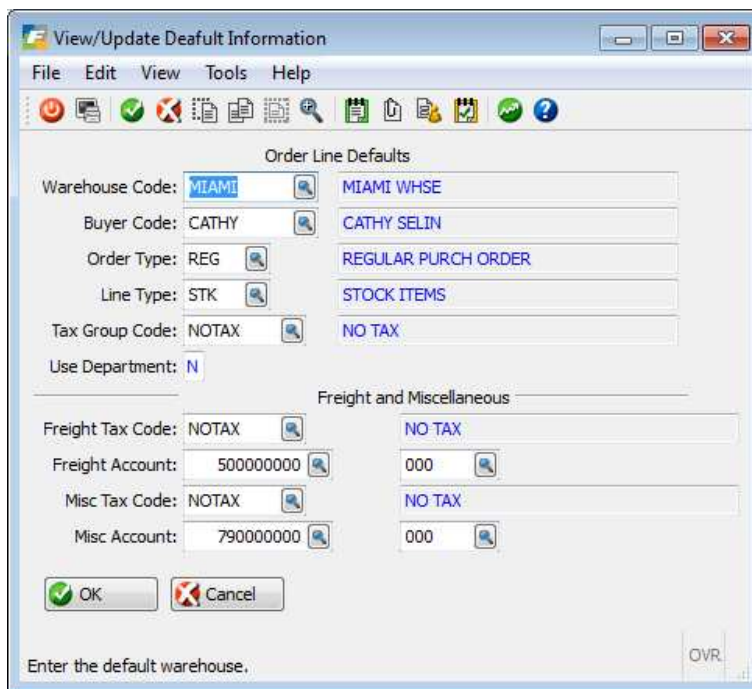 View/Update Deafult Information
File Edit View Tools Help
Order Line Defaults
Warehouse Code: MIAMI MIAMI WHSE
Buyer Code: CATHY CATHY SELIN
Order Type: REG REGULAR PURCH ORDER
Line Type: STK STOCK ITEMS
Tax Group Code: NOTAX NO TAX
Use Department: N
Freight and Miscellaneous
Freight Tax Code: NOTAX NO TAX
Freight Account: 500000000 000
Misc Tax Code: NOTAX NO TAX
Misc Account: 790000000 000
OK Cancel
Enter the default warehouse. OVR